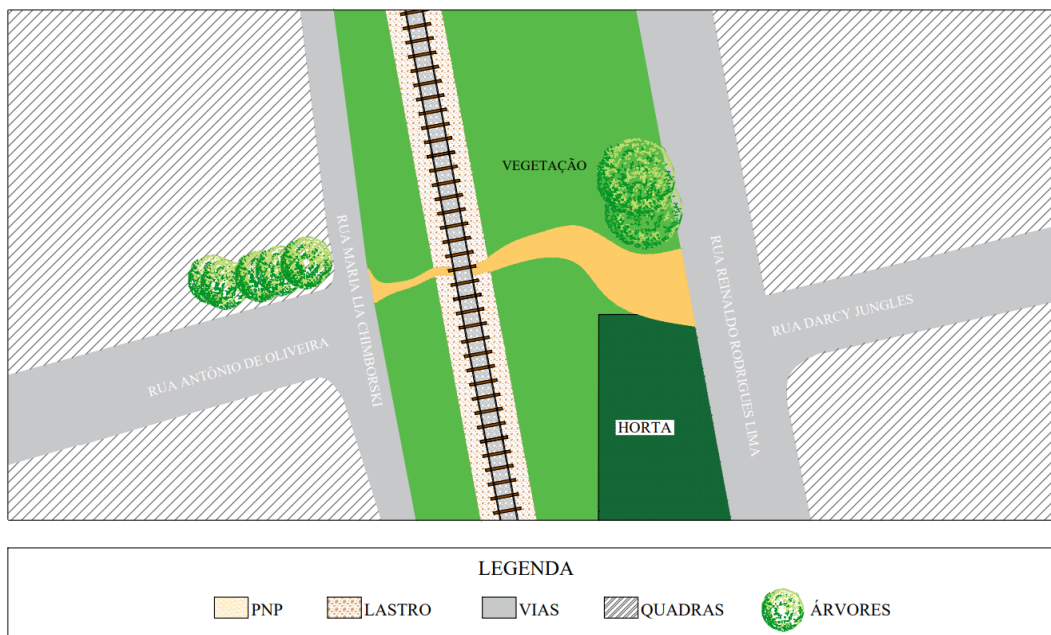 VEGETAÇÃO
RUA MARIA LIA CHIMBORSKI
RUA REINALDO RODRIGUES LIMA
RUA DARCY JUNGLES
RUA ANTÔNIO DE OLIVEIRA
HORTA
LEGENDA
PNP LASTRO VIAS QUADRAS ÁRVORES